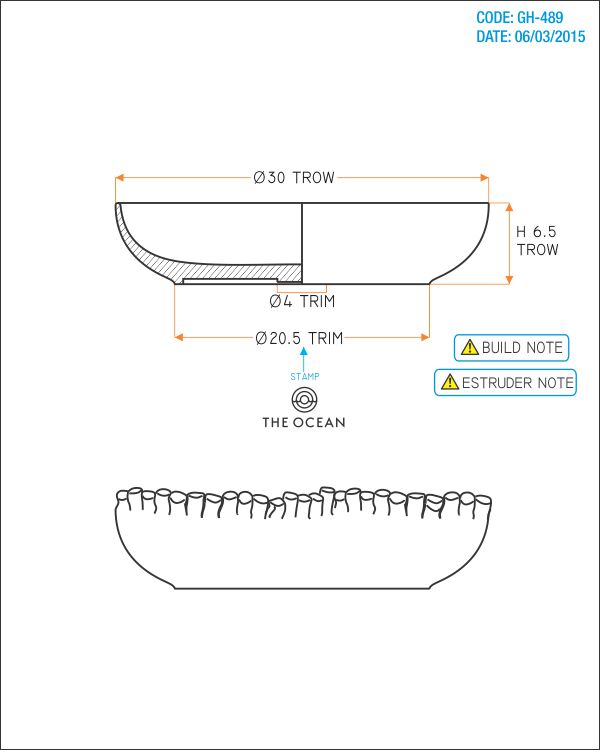 CODE: GH-489
DATE: 06/03/2015
Ø30 TROW
H 6.5
TROW
Ø4 TRIM
Ø20.5 TRIM
STAMP
THE OCEAN
BUILD NOTE
ESTRUDER NOTE